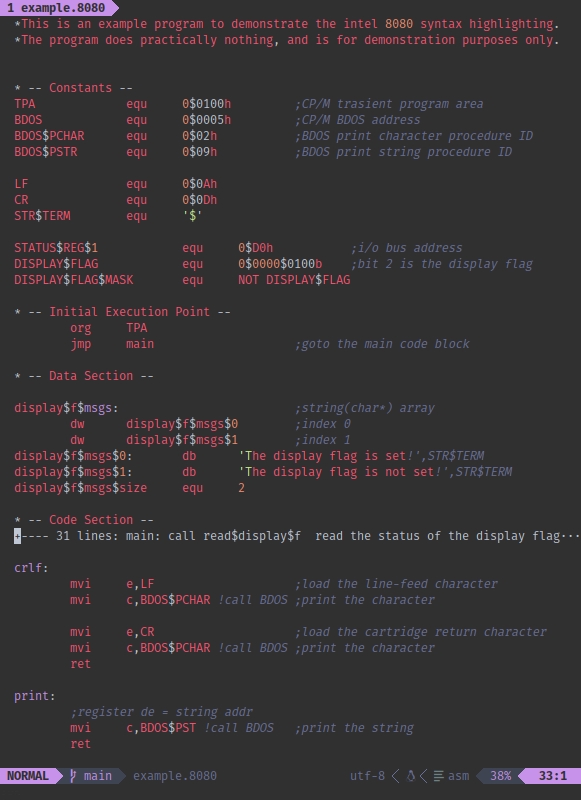 1 example.8080
*This is an example program to demonstrate the intel 8080 syntax highlighting.
*The program does practically nothing, and is for demonstration purposes only.
* -- Constants --
TPA equ 0$0100h ;CP/M trasient program area
BDOS equ 0$0005h ;CP/M BDOS address
BDOS$PCHAR equ 0$02h ;BDOS print character procedure ID
BDOS$PSTR equ 0$09h ;BDOS print string procedure ID
LF equ 0$0Ah
CR equ 0$0Dh
STR$TERM equ '$'
STATUS$REG$1 equ 0$D0h ;i/o bus address
DISPLAY$FLAG equ 0$0000$0100b ;bit 2 is the display flag
DISPLAY$FLAG$MASK equ NOT DISPLAY$FLAG
* -- Initial Execution Point --
org TPA
jmp main ;goto the main code block
* -- Data Section --
display$f$msgs: ;string(char*) array
dw display$f$msgs$0 ;index 0
dw display$f$msgs$1 ;index 1
display$f$msgs$0: db 'The display flag is set!',STR$TERM
display$f$msgs$1: db 'The display flag is not set!',STR$TERM
display$f$msgs$size equ 2
* -- Code Section --
+---- 31 lines: main: call read$display$f  read the status of the display flag···
crlf:
mvi e,LF ;load the line-feed character
mvi c,BDOS$PCHAR !call BDOS ;print the character
mvi e,CR ;load the cartridge return character
mvi c,BDOS$PCHAR !call BDOS ;print the character
ret
print:
;register de = string addr
mvi c,BDOS$PST !call BDOS ;print the string
ret
NORMAL main example.8080 utf-8 asm 38% 33:1